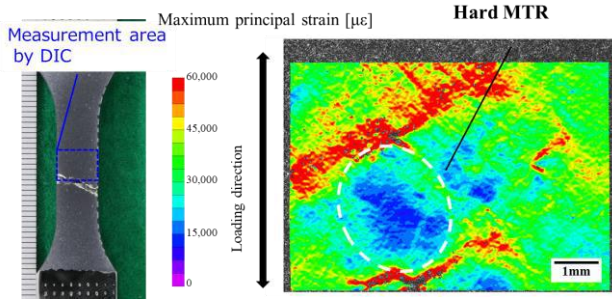 Maximum principal strain [με]
Hard MTR
Measurement area
by DIC
60,000
45,000
30,000
15,000
0
Loading direction
1mm